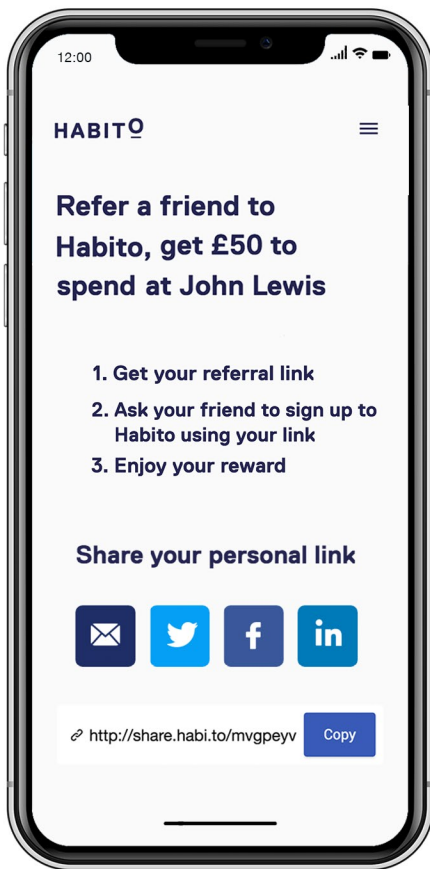 12:00
HABITO
Refer a friend to
Habito, get £50 to
spend at John Lewis
1. Get your referral link
2. Ask your friend to sign up to
Habito using your link
3. Enjoy your reward
Share your personal link
in
http://share.habi.to/mvgpeyv
Copy